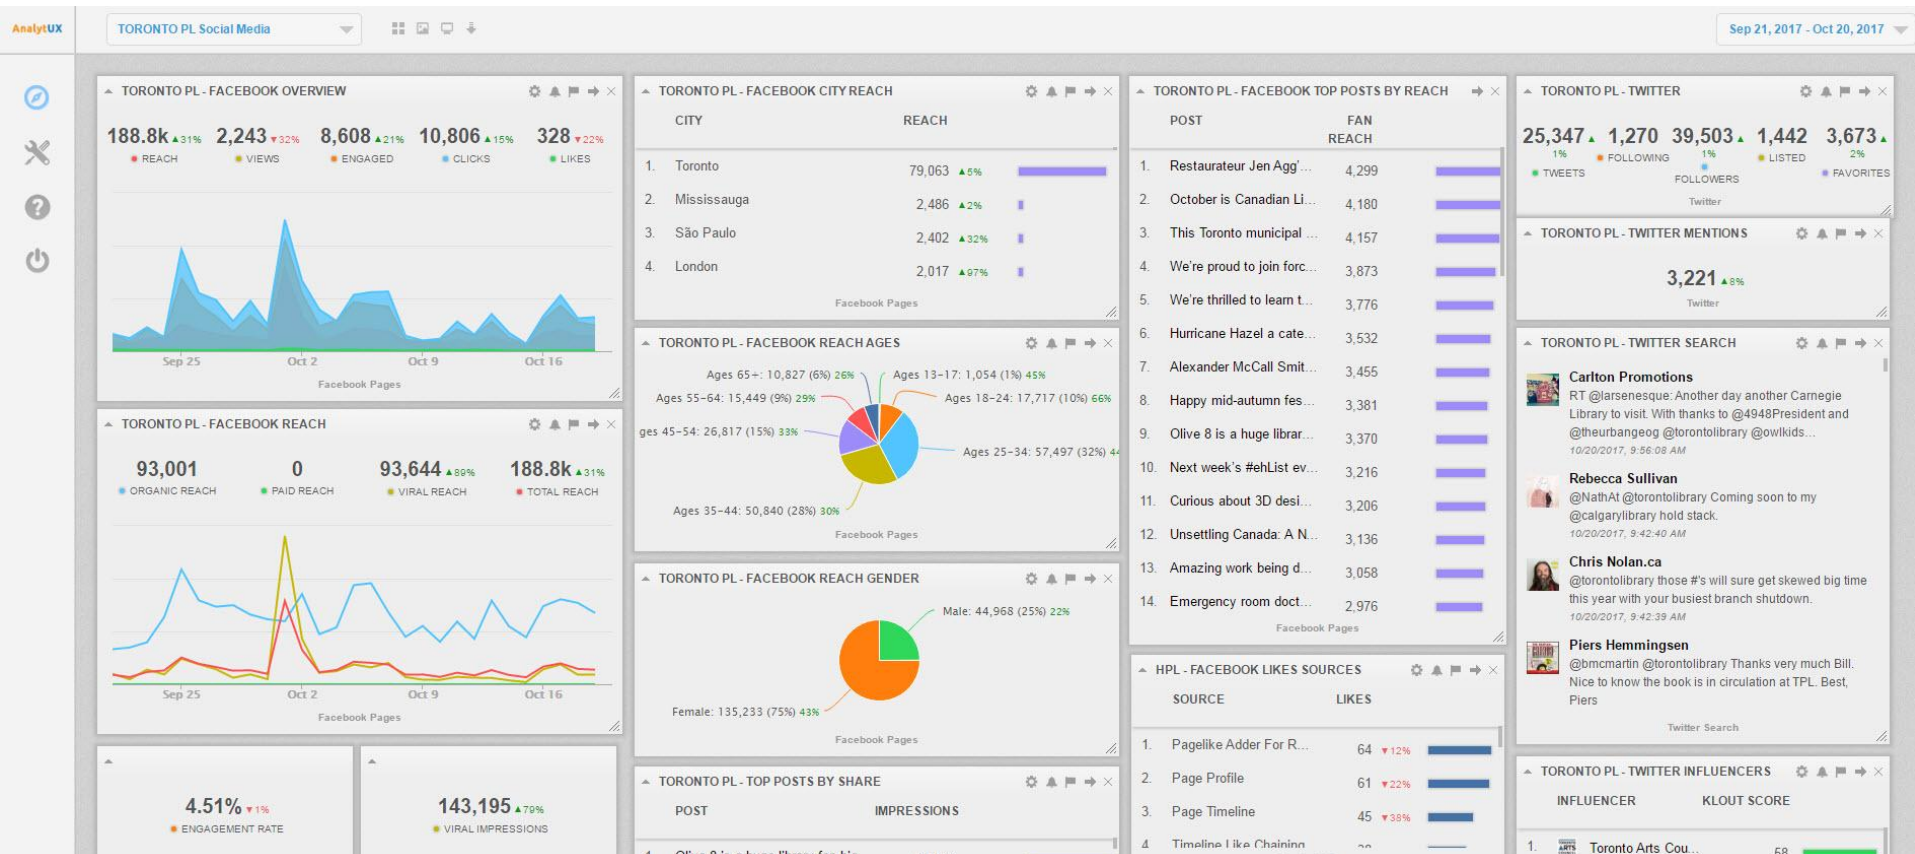 AnalytUX
TORONTO PL Social Media
Sep 21, 2017 - Oct 20, 2017
TORONTO PL - FACEBOOK OVERVIEW
188.8k ▲31% 2,243 ▼32% 8,608 ▲21% 10,806 ▲15% 328 ▼22%
REACH VIEWS ENGAGED CLICKS LIKES
Sep 25 Oct 2 Oct 9 Oct 16
Facebook Pages
TORONTO PL - FACEBOOK REACH
93,001 0 93,644 ▲89% 188.8k ▲31%
ORGANIC REACH PAID REACH VIRAL REACH TOTAL REACH
Sep 25 Oct 2 Oct 9 Oct 16
Facebook Pages
4.51% ▼1%
ENGAGEMENT RATE
143,195 ▲79%
VIRAL IMPRESSIONS
TORONTO PL - FACEBOOK CITY REACH
CITY REACH
1. Toronto 79,063 ▲5%
2. Mississauga 2,486 ▲2%
3. São Paulo 2,402 ▲32%
4. London 2,017 ▲97%
Facebook Pages
TORONTO PL - FACEBOOK REACH AGES
Ages 65+: 10,827 (6%) 26% Ages 13-17: 1,054 (1%) 45%
Ages 55-64: 15,449 (9%) 29% Ages 18-24: 17,717 (10%) 66%
ges 45-54: 26,817 (15%) 33%
Ages 25-34: 57,497 (32%) 44
Ages 35-44: 50,840 (28%) 30%
Facebook Pages
TORONTO PL - FACEBOOK REACH GENDER
Male: 44,968 (25%) 22%
Female: 135,233 (75%) 43%
Facebook Pages
TORONTO PL - TOP POSTS BY SHARE
POST IMPRESSIONS
TORONTO PL - FACEBOOK TOP POSTS BY REACH
POST FAN
REACH
1. Restaurateur Jen Agg'... 4,299
2. October is Canadian Li... 4,180
3. This Toronto municipal ... 4,157
4. We're proud to join forc... 3,873
5. We're thrilled to learn t... 3,776
6. Hurricane Hazel a cate... 3,532
7. Alexander McCall Smit... 3,455
8. Happy mid-autumn fes... 3,381
9. Olive 8 is a huge librar... 3,370
10. Next week's #ehList ev... 3,216
11. Curious about 3D desi... 3,206
12. Unsettling Canada: A N... 3,136
13. Amazing work being d... 3,058
14. Emergency room doct... 2,976
Facebook Pages
HPL - FACEBOOK LIKES SOURCES
SOURCE LIKES
1. Pagelike Adder For R... 64 ▼12%
2. Page Profile 61 ▼22%
3. Page Timeline 45 ▼38%
4. Timeline Like Chaining
TORONTO PL - TWITTER
25,347 ▲ 1,270 39,503 ▲ 1,442 3,673 ▲
1% FOLLOWING 1% LISTED 2%
TWEETS FOLLOWERS FAVORITES
Twitter
TORONTO PL - TWITTER MENTIONS
3,221 ▲8%
Twitter
TORONTO PL - TWITTER SEARCH
Carlton Promotions
RT @larsenesque: Another day another Carnegie
Library to visit. With thanks to @4948President and
@theurbangeog @torontolibrary @owlkids...
10/20/2017, 9:56:08 AM
Rebecca Sullivan
@NathAt @torontolibrary Coming soon to my
@calgarylibrary hold stack.
10/20/2017, 9:42:40 AM
Chris Nolan.ca
@torontolibrary those #'s will sure get skewed big time
this year with your busiest branch shutdown.
10/20/2017, 9:42:39 AM
Piers Hemmingsen
@bmcmartin @torontolibrary Thanks very much Bill.
Nice to know the book is in circulation at TPL. Best,
Piers
Twitter Search
TORONTO PL - TWITTER INFLUENCERS
INFLUENCER KLOUT SCORE
1. Toronto Arts Cou... 58